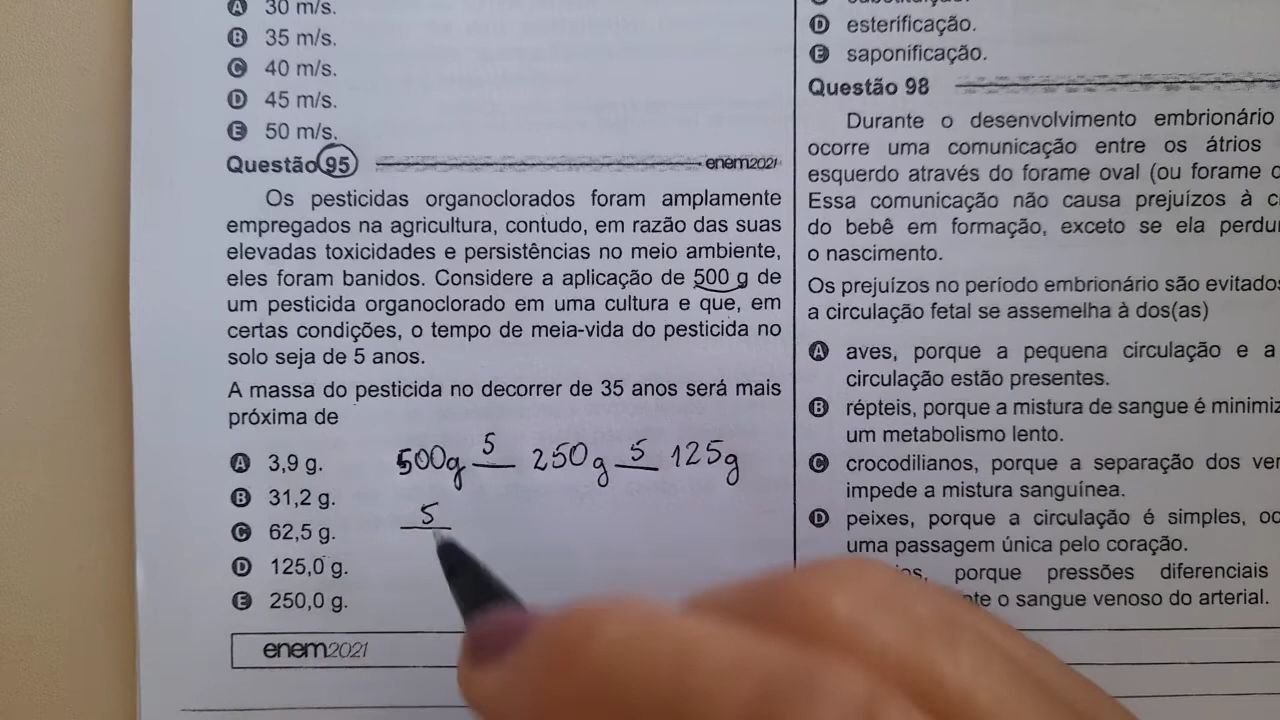 A 30 m/s.
B 35 m/s.
C 40 m/s.
D 45 m/s.
E 50 m/s.
Questão 95
enem2021
Os pesticidas organoclorados foram amplamente
empregados na agricultura, contudo, em razão das suas
elevadas toxicidades e persistências no meio ambiente,
eles foram banidos. Considere a aplicação de 500 g de
um pesticida organoclorado em uma cultura e que, em
certas condições, o tempo de meia-vida do pesticida no
solo seja de 5 anos.
A massa do pesticida no decorrer de 35 anos será mais
próxima de
A 3,9 g.
B 31,2 g.
C 62,5 g.
D 125,0 g.
E 250,0 g.
500g 5 250g 5 125g
5
enem2021
D esterificação.
E saponificação.
Questão 98
Durante o desenvolvimento embrionário
ocorre uma comunicação entre os átrios
esquerdo através do forame oval (ou forame
Essa comunicação não causa prejuízos à
do bebê em formação, exceto se ela
o nascimento.
Os prejuízos no período embrionário são
a circulação fetal se assemelha à dos(as)
A aves, porque a pequena circulação e a
circulação estão presentes.
B répteis, porque a mistura de sangue é
um metabolismo lento.
C crocodilianos, porque a separação dos
impede a mistura sanguínea.
D peixes, porque a circulação é simples,
uma passagem única pelo coração.
porque pressões diferenciais
o sangue venoso do arterial.